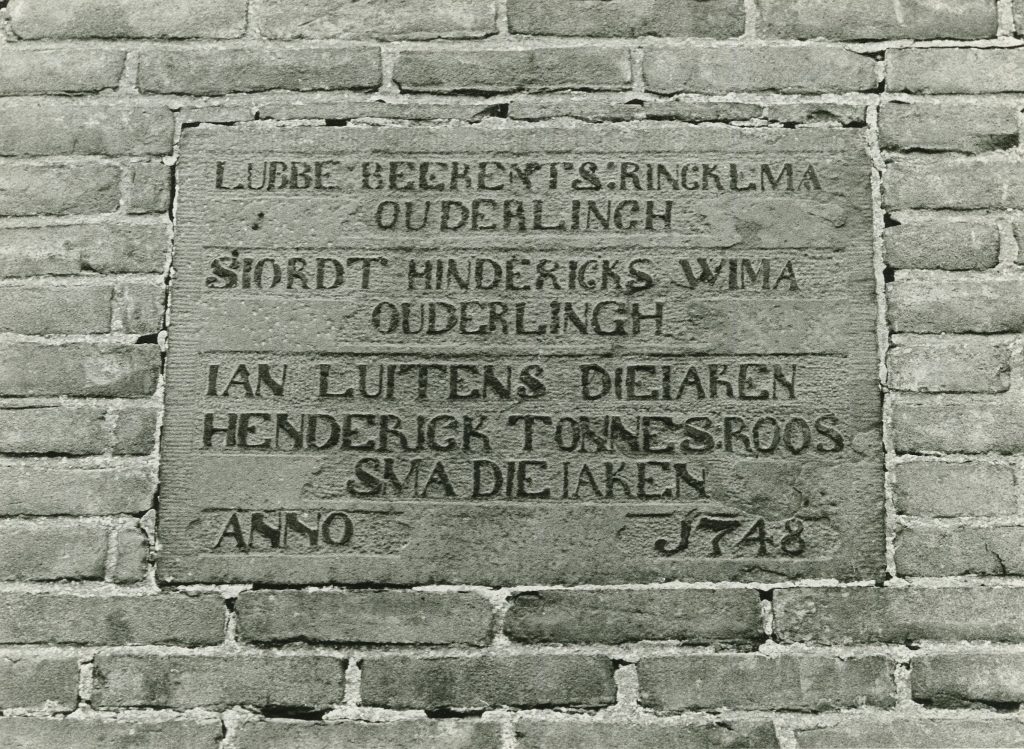 LUBBE BEERENTS: RINCKEMA
OUDERLINGH
SIORDT HINDERICKS WIMA
OUDERLINGH
IAN LUITENS DIEIAKEN
HENDERICK TONNES: ROOS
SMA DIEIAKEN
ANNO 1748